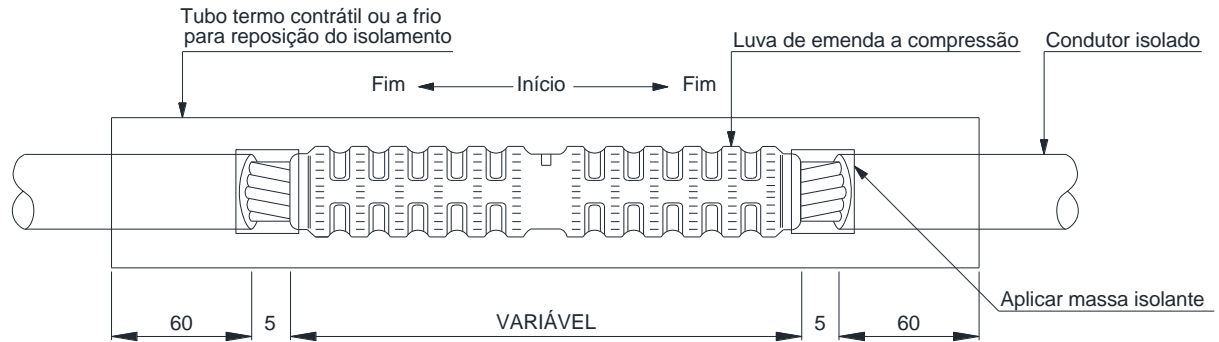 Tubo termo contrátil ou a frio
para reposição do isolamento
Luva de emenda a compressão
Condutor isolado
Fim
Início
Fim
Aplicar massa isolante
60
5
VARIÁVEL
5
60